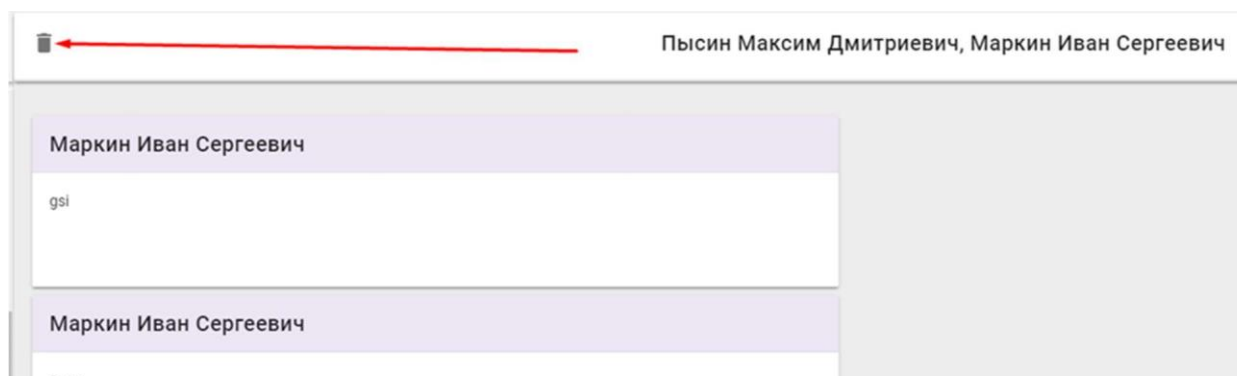 Пысин Максим Дмитриевич, Маркин Иван Сергеевич
Маркин Иван Сергеевич
gsi
Маркин Иван Сергеевич